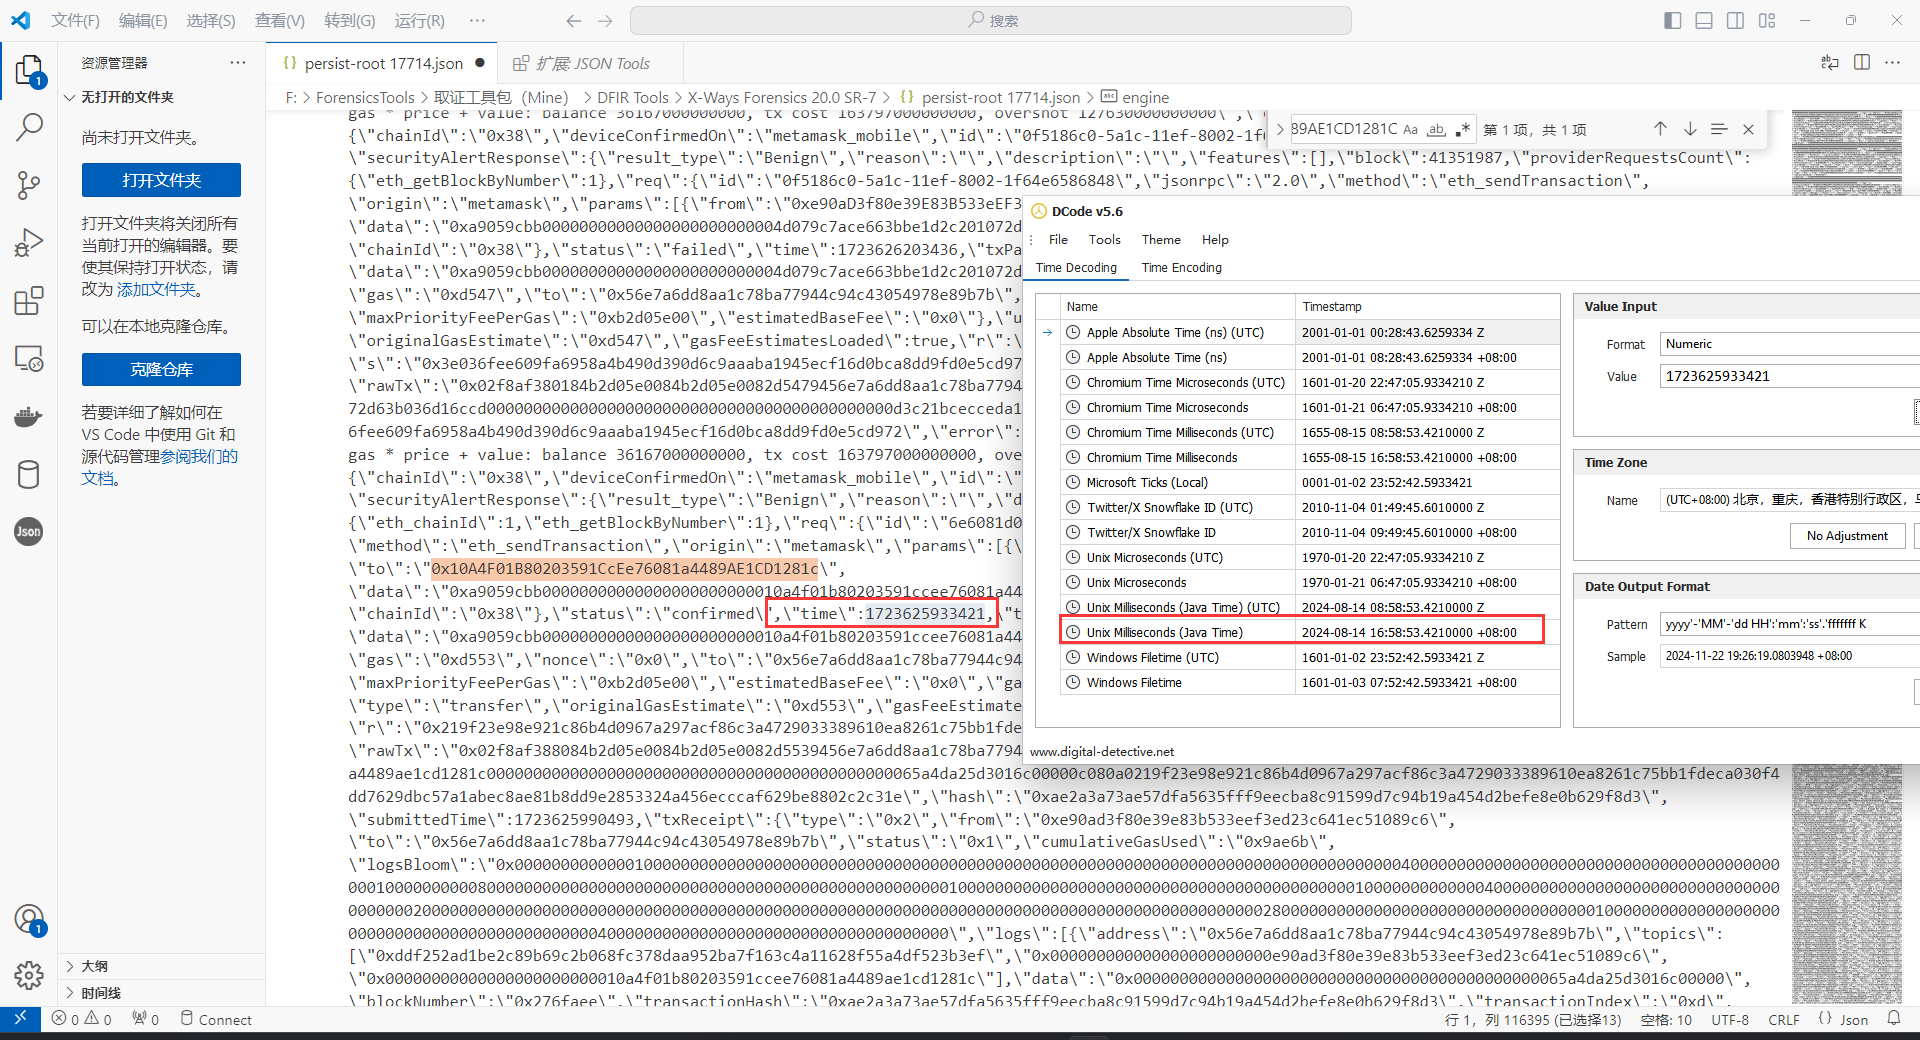 文件(F) 编辑(E) 选择(S) 查看(V) 转到(G) 运行(R) ···
搜索
资源管理器
无打开的文件夹
尚未打开文件夹。
打开文件夹
打开文件夹将关闭所有
当前打开的编辑器。要
使其保持打开状态，请
改为 添加文件夹。
可以在本地克隆仓库。
克隆仓库
若要详细了解如何在
VS Code 中使用 Git 和
源代码管理参阅我们的
文档。
大纲
时间线
1
1
Json
persist-root 17714.json
扩展: JSON Tools
F: > ForensicsTools > 取证工具包（Mine） > DFIR Tools > X-Ways Forensics 20.0 SR-7 > {} persist-root 17714.json > engine
89AE1CD1281C Aa ab 第 1 项，共 1 项
gas * price + value: balance 36167000000000, tx cost 163797000000000, overshot 127630000000000\",\"
{\"chainId\":\"0x38\",\"deviceConfirmedOn\":\"metamask_mobile\",\"id\":\"0f5186c0-5a1c-11ef-8002-1f6
\"securityAlertResponse\":{\"result_type\":\"Benign\",\"reason\":\"\",\"description\":\"\",\"features\":[],\"block\":41351987,\"providerRequestsCount\":
{\"eth_getBlockByNumber\":1},\"req\":{\"id\":\"0f5186c0-5a1c-11ef-8002-1f64e6586848\",\"jsonrpc\":\"2.0\",\"method\":\"eth_sendTransaction\",
\"origin\":\"metamask\",\"params\":[{\"from\":\"0xe90aD3f80e39E83B533eEF3
\"chainId\":\"0x38\"},\"status\":\"failed\",\"time\":1723626203436,\"txPa
\"gas\":\"0xd547\",\"to\":\"0x56e7a6dd8aa1c78ba77944c94c43054978e89b7b\",
\"maxPriorityFeePerGas\":\"0xb2d05e00\",\"estimatedBaseFee\":\"0x0\"},\"u
\"originalGasEstimate\":\"0xd547\",\"gasFeeEstimatesLoaded\":true,\"r\":\
\"s\":\"0x3e036fee609fa6958a4b490d390d6c9aaaba1945ecf16d0bca8dd9fd0e5cd97
\"rawTx\":\"0x02f8af380184b2d05e0084b2d05e0082d5479456e7a6dd8aa1c78ba7794
6fee609fa6958a4b490d390d6c9aaaba1945ecf16d0bca8dd9fd0e5cd972\",\"error\":
gas * price + value: balance 36167000000000, tx cost 163797000000000, ove
{\"chainId\":\"0x38\",\"deviceConfirmedOn\":\"metamask_mobile\",\"id\":\"
\"securityAlertResponse\":{\"result_type\":\"Benign\",\"reason\":\"\",\"d
{\"eth_chainId\":1,\"eth_getBlockByNumber\":1},\"req\":{\"id\":\"6e6081d0
\"method\":\"eth_sendTransaction\",\"origin\":\"metamask\",\"params\":[{\
\"to\":\"0x10A4F01B80203591CcEe76081a4489AE1CD1281c\",
\"chainId\":\"0x38\"},\"status\":\"confirmed\",\"time\":1723625933421,\"t
\"gas\":\"0xd553\",\"nonce\":\"0x0\",\"to\":\"0x56e7a6dd8aa1c78ba77944c94
\"maxPriorityFeePerGas\":\"0xb2d05e00\",\"estimatedBaseFee\":\"0x0\",\"ga
\"type\":\"transfer\",\"originalGasEstimate\":\"0xd553\",\"gasFeeEstimate
\"r\":\"0x219f23e98e921c86b4d0967a297acf86c3a4729033389610ea8261c75bb1fde
\"rawTx\":\"0x02f8af388084b2d05e0084b2d05e0082d5539456e7a6dd8aa1c78ba7794
dd7629dbc57a1abec8ae81b8dd9e2853324a456ecccaf629be8802c2c31e\",\"hash\":\"0xae2a3a73ae57dfa5635fff9eecba8c91599d7c94b19a454d2befe8e0b629f8d3\",
\"submittedTime\":1723625990493,\"txReceipt\":{\"type\":\"0x2\",\"from\":\"0xe90ad3f80e39e83b533eef3ed23c641ec51089c6\",
\"to\":\"0x56e7a6dd8aa1c78ba77944c94c43054978e89b7b\",\"status\":\"0x1\",\"cumulativeGasUsed\":\"0x9ae6b\",
\"logs\":[{\"address\":\"0x56e7a6dd8aa1c78ba77944c94c43054978e89b7b\",\"topics\":
[\"0xddf252ad1be2c89b69c2b068fc378daa952ba7f163c4a11628f55a4df523b3ef\",
\"blockNumber\":\"0x276faee\",\"transactionHash\":\"0xae2a3a73ae57dfa5635fff9eecba8c91599d7c94b19a454d2befe8e0b629f8d3\",\"transactionIndex\":\"0xd\",
DCode v5.6
File Tools Theme Help
Time Decoding Time Encoding
Name Timestamp
Apple Absolute Time (ns) (UTC) 2001-01-01 00:28:43.6259334 Z
Apple Absolute Time (ns) 2001-01-01 08:28:43.6259334 +08:00
Chromium Time Microseconds (UTC) 1601-01-20 22:47:05.9334210 Z
Chromium Time Microseconds 1601-01-21 06:47:05.9334210 +08:00
Chromium Time Milliseconds (UTC) 1655-08-15 08:58:53.4210000 Z
Chromium Time Milliseconds 1655-08-15 16:58:53.4210000 +08:00
Microsoft Ticks (Local) 0001-01-02 23:52:42.5933421
Twitter/X Snowflake ID (UTC) 2010-11-04 01:49:45.6010000 Z
Twitter/X Snowflake ID 2010-11-04 09:49:45.6010000 +08:00
Unix Microseconds (UTC) 1970-01-20 22:47:05.9334210 Z
Unix Microseconds 1970-01-21 06:47:05.9334210 +08:00
Unix Milliseconds (Java Time) (UTC) 2024-08-14 08:58:53.4210000 Z
Unix Milliseconds (Java Time) 2024-08-14 16:58:53.4210000 +08:00
Windows Filetime (UTC) 1601-01-02 23:52:42.5933421 Z
Windows Filetime 1601-01-03 07:52:42.5933421 +08:00
www.digital-detective.net
Value Input
Format Numeric
Value 1723625933421
Time Zone
Name (UTC+08:00) 北京，重庆，香港特别行政区，
No Adjustment
Date Output Format
Pattern yyyy'-'MM'-'dd HH':'mm':'ss'.'fffffff K
Sample 2024-11-22 19:26:19.0803948 +08:00
0 0 0 Connect
行 1，列 116395 (已选择13) 空格: 10 UTF-8 CRLF {} Json